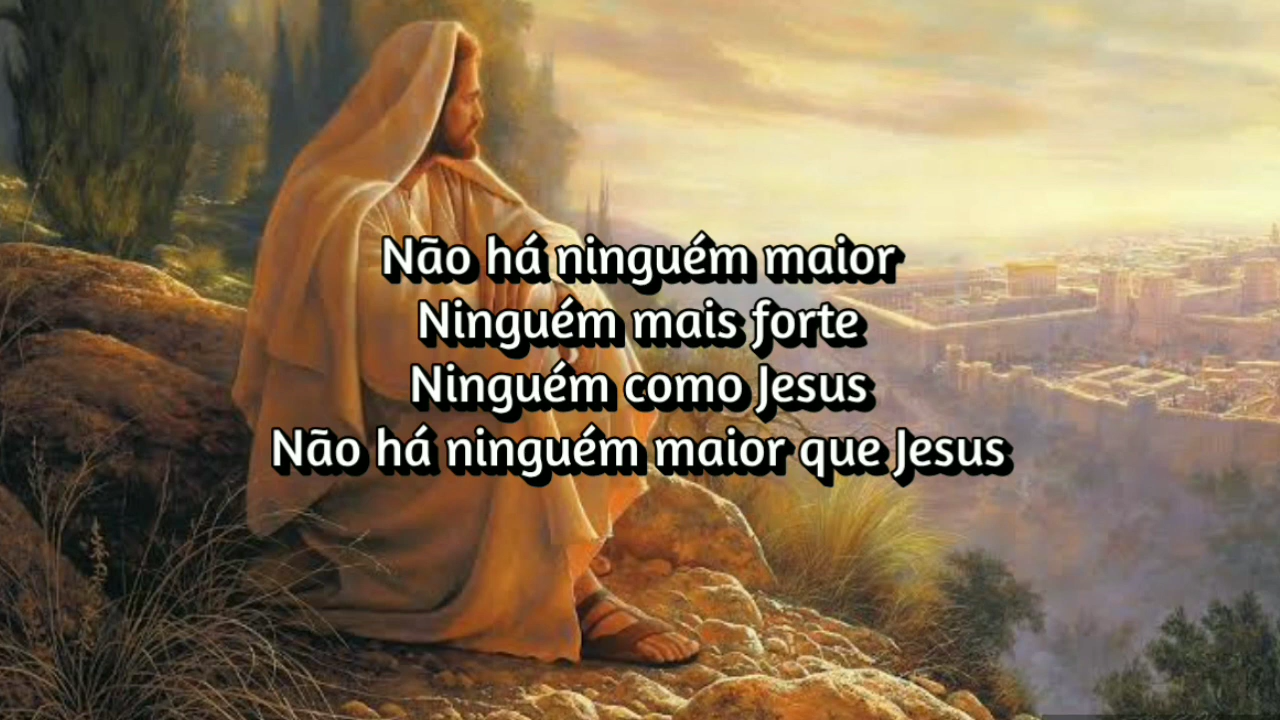 Não há ninguém maior
Ninguém mais forte
Ninguém como Jesus
Não há ninguém maior que Jesus